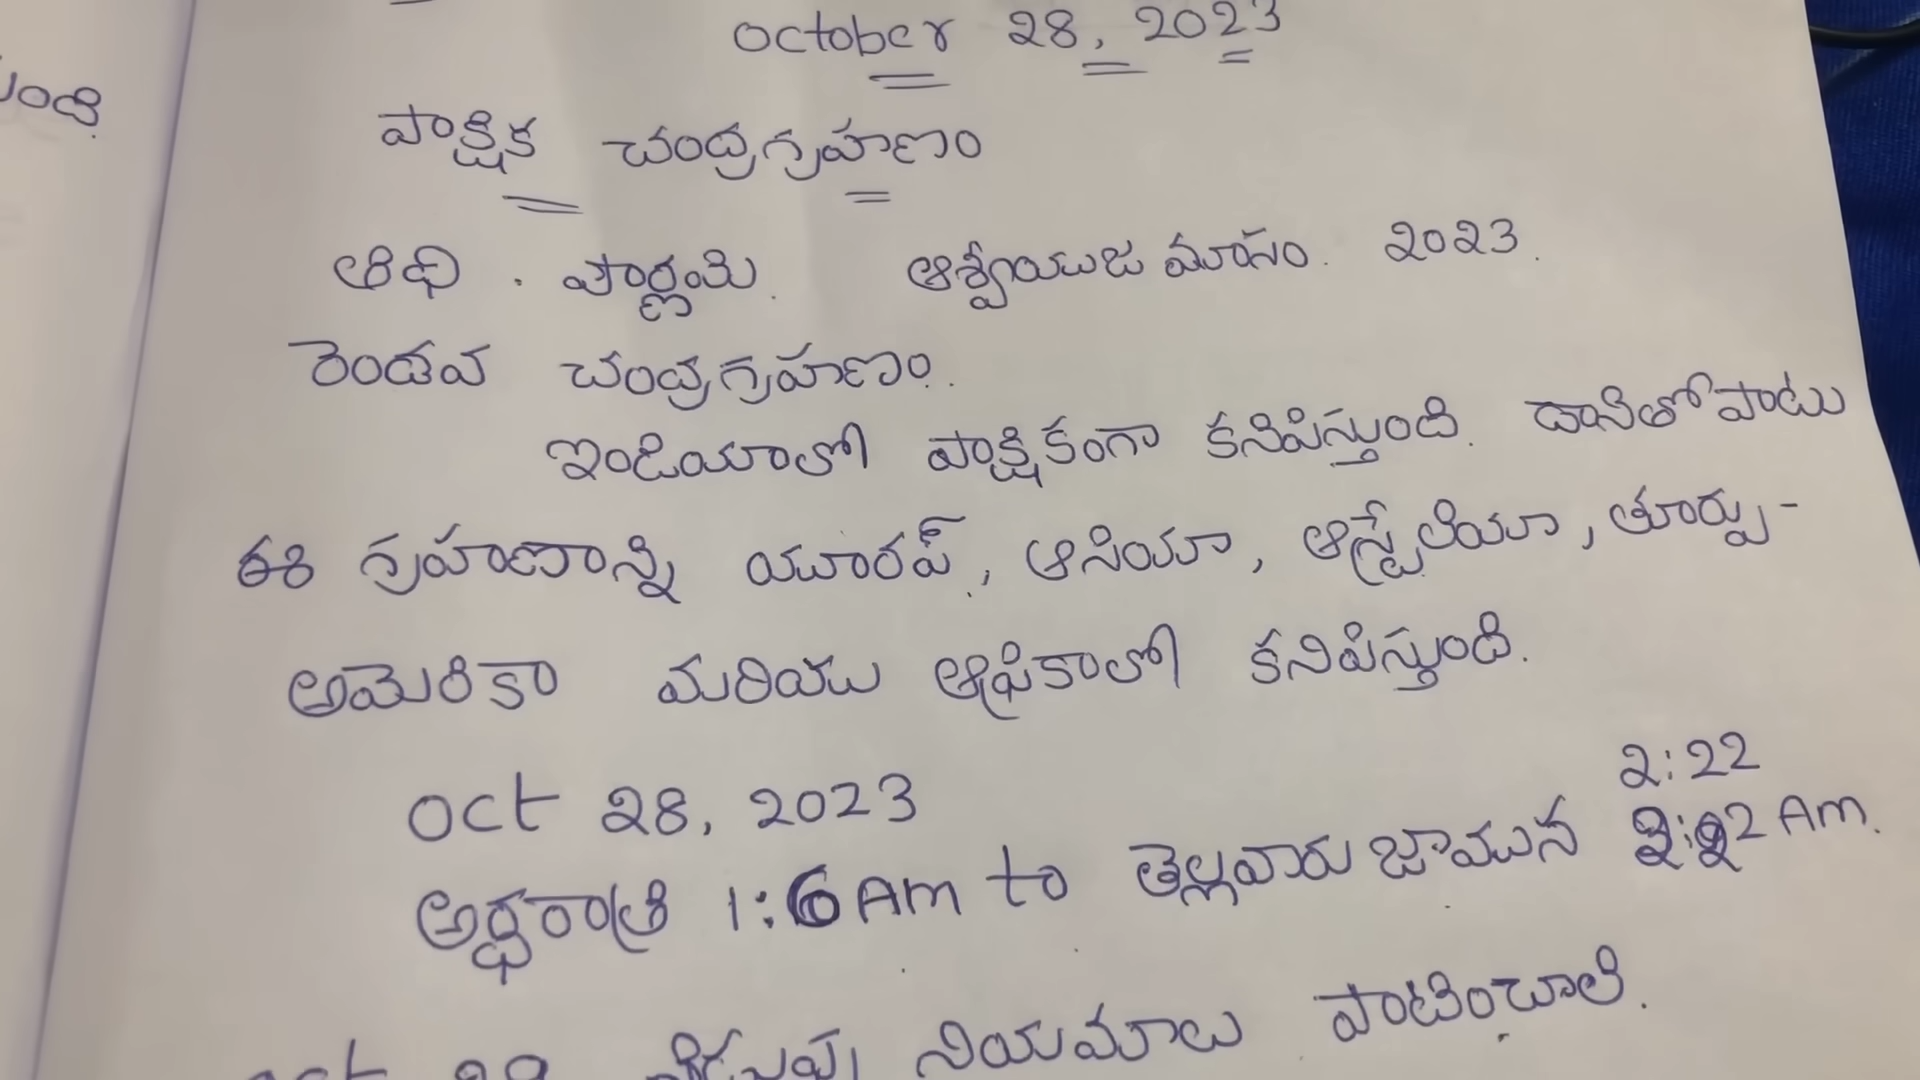 October 28, 2023
పాక్షిక చంద్రగ్రహణం
తిథి . పౌర్ణమి. ఆశ్వీయుజ మాసం. 2023.
రెండవ చంద్రగ్రహణం.
ఇండియాలో పాక్షికంగా కనిపిస్తుంది. దానితోపాటు
ఈ గ్రహణాన్ని యూరప్, ఆసియా, ఆస్ట్రేలియా, తూర్పు-
అమెరికా మరియు ఆఫ్రికాలో కనిపిస్తుంది.
Oct 28, 2023
2:22
అర్ధరాత్రి 1:6 AM to తెల్లవారుజామున 2:22 Am.
నియమాలు పాటించాలి.